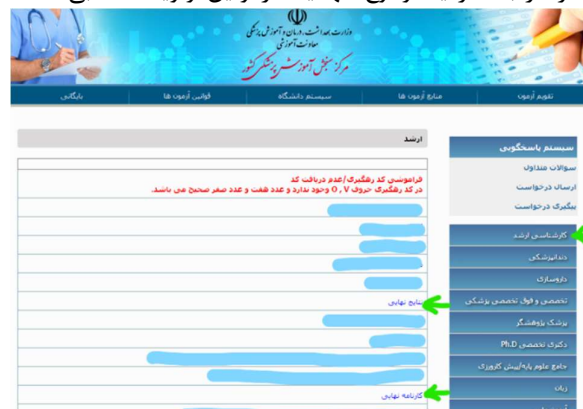 وزارت بهداشت، درمان و آموزش پزشکی
معاونت آموزشی
مرکز سنجش آموزش پزشکی کشور
تقویم آزمون
منابع آزمون ها
سیستم دانشگاه
قوانین آزمون ها
بایگانی
سیستم پاسخگویی
سوالات متداول
ارسال درخواست
پیگیری درخواست
کارشناسی ارشد
دندانپزشکی
داروسازی
تخصصی و فوق تخصصی پزشکی
پزشک پژوهشگر
دکتری تخصصی Ph.D
جامع علوم پایه/پیش کارورزی
زبان
ارشد
فراموشی کد رهگیری/عدم دریافت کد
در کد رهگیری حروف O , V وجود ندارد و عدد هفت و عدد صفر صحیح می باشد.
نتایج نهایی
کارنامه نهایی